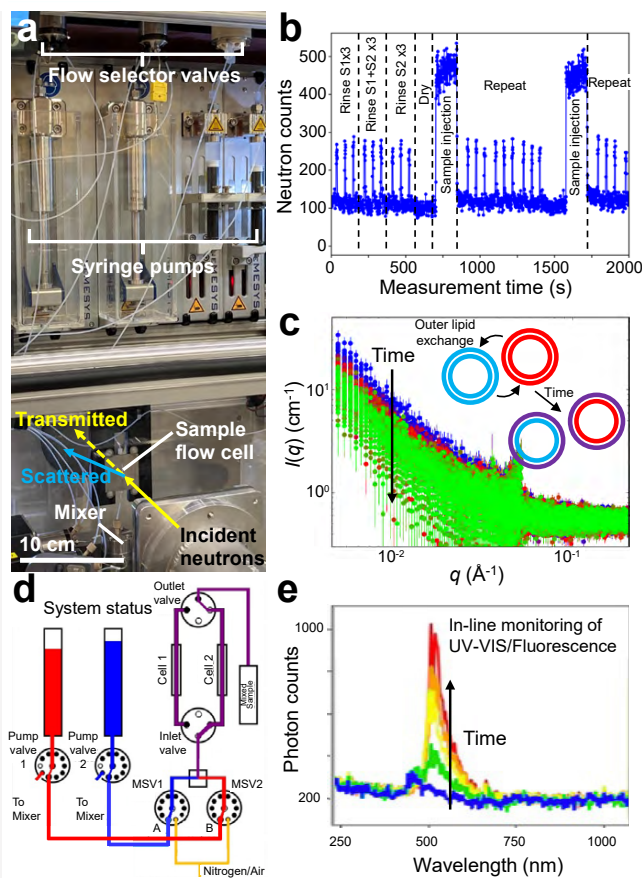 a
Flow selector valves
Syringe pumps
Transmitted
Scattered
Sample
flow cell
Mixer
Incident
neutrons
10 cm
b
Neutron counts
500
400
300
200
100
0
Rinse S1x3
Rinse S1+S2 x3
Rinse S2 x3
Dry
Sample injection
Repeat
Sample injection
Repeat
0 500 1000 1500 2000
Measurement time (s)
c
I(q) (cm⁻¹)
10¹
10⁰
Time
Outer lipid
exchange
Time
10⁻² 10⁻¹
q (Å⁻¹)
d
System status
Outlet
valve
Cell 1
Cell 2
Mixed
Sample
Inlet
valve
Pump
valve
1
Pump
valve
2
MSV1
MSV2
To
Mixer
To
Mixer
A
B
Nitrogen/Air
e
Photon counts
1000
200
In-line monitoring of
UV-VIS/Fluorescence
Time
250 500 750 1000
Wavelength (nm)